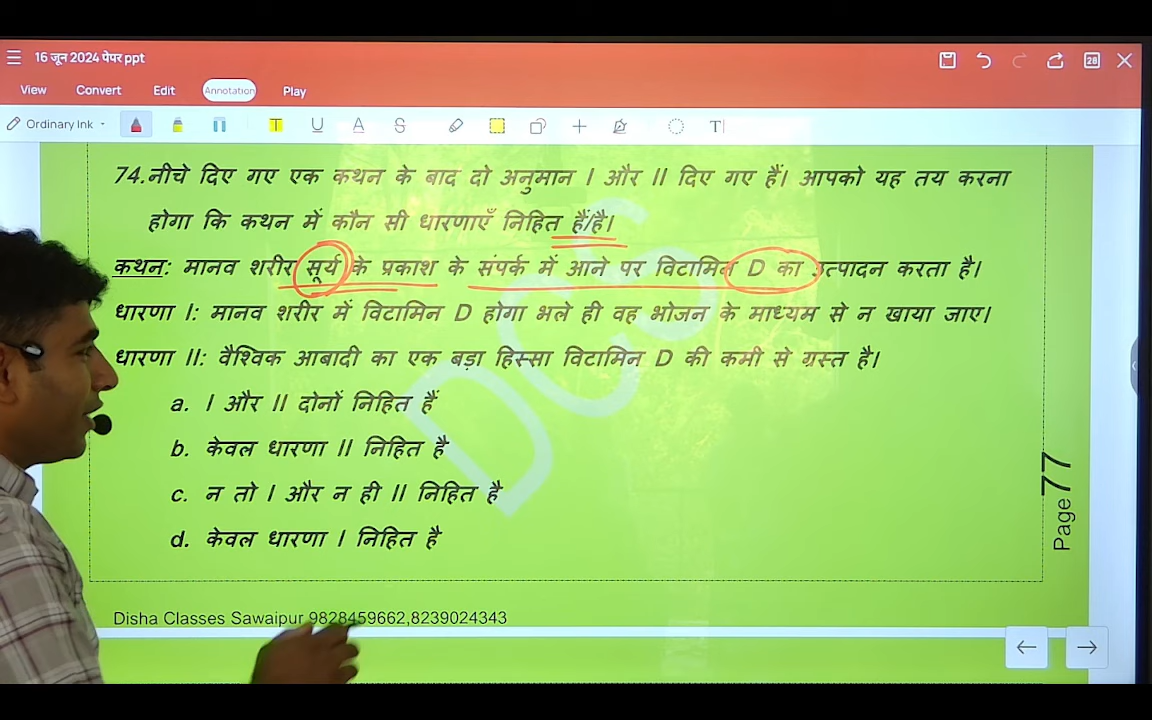 16 जून 2024 पेपर ppt
28
View Convert Edit Annotation Play
Ordinary Ink T U A S T
74.नीचे दिए गए एक कथन के बाद दो अनुमान I और II दिए गए हैं। आपको यह तय करना
होगा कि कथन में कौन सी धारणाएँ निहित हैं/है।
कथन: मानव शरीर सूर्य के प्रकाश के संपर्क में आने पर विटामिन D का उत्पादन करता है।
धारणा I: मानव शरीर में विटामिन D होगा भले ही वह भोजन के माध्यम से न खाया जाए।
धारणा II: वैश्विक आबादी का एक बड़ा हिस्सा विटामिन D की कमी से ग्रस्त है।
a. I और II दोनों निहित हैं
b. केवल धारणा II निहित है
c. न तो I और न ही II निहित है
d. केवल धारणा I निहित है
DCS
Page 77
Disha Classes Sawaipur 9828459662,8239024343